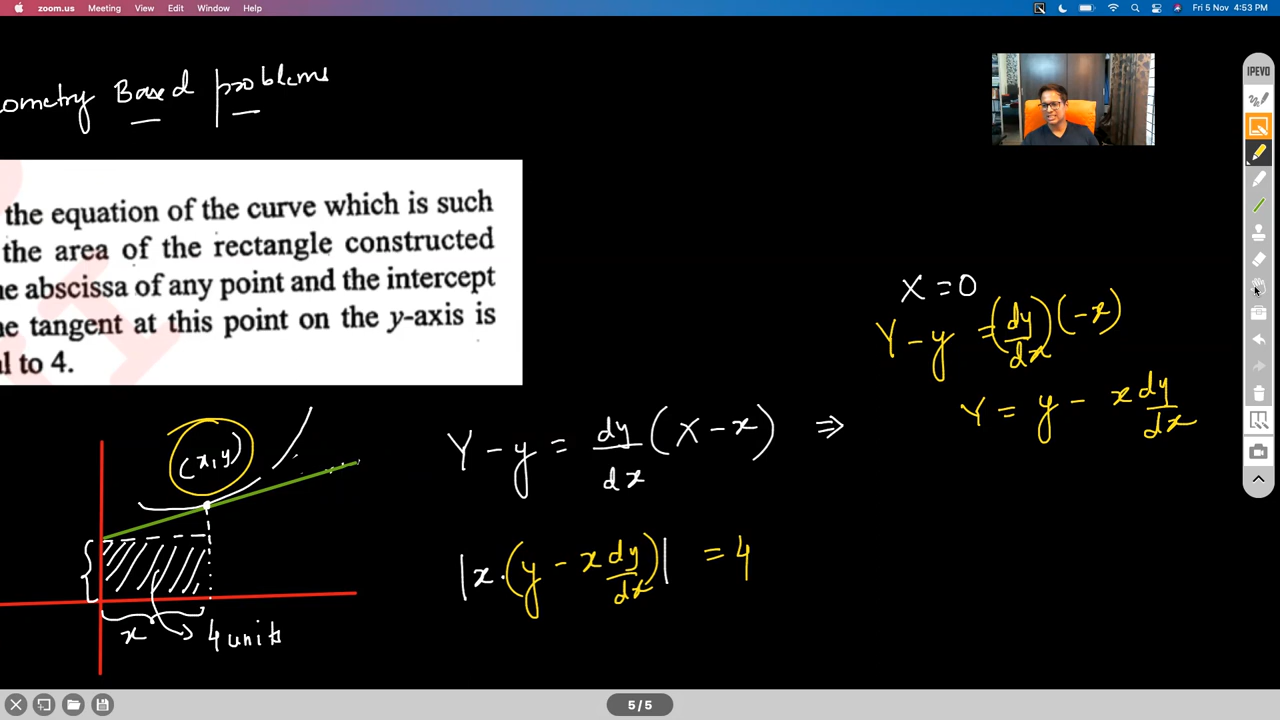 zoom.us Meeting View Edit Window Help Fri 5 Nov 4:53 PM
ometry Based problems
IPEVO
the equation of the curve which is such
the area of the rectangle constructed
e abscissa of any point and the intercept
e tangent at this point on the y-axis is
l to 4.
X = 0
Y - y = (dy/dx)(-x)
Y = y - x dy/dx
(x,y)
Y - y = dy/dx (X - x) ⇒
|x.(y - x dy/dx)| = 4
x → 4 units
5/5